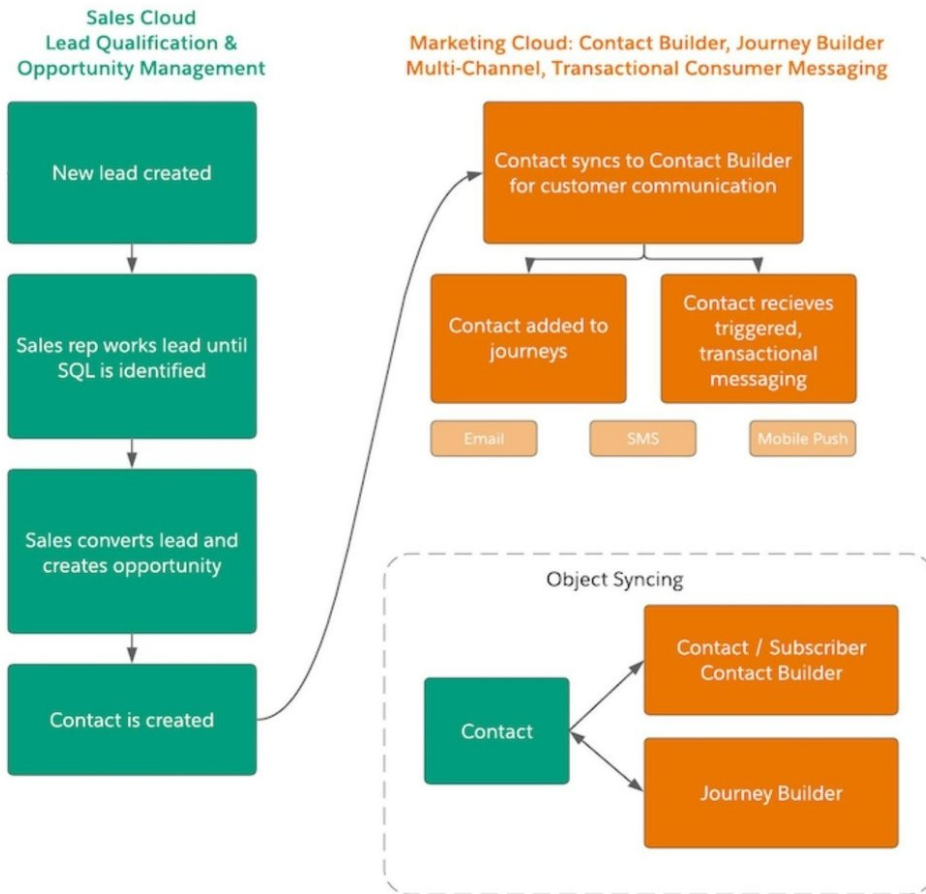 Sales Cloud
Lead Qualification &
Opportunity Management
New lead created
Sales rep works lead until
SQL is identified
Sales converts lead and
creates opportunity
Contact is created
Marketing Cloud: Contact Builder, Journey Builder
Multi-Channel, Transactional Consumer Messaging
Contact syncs to Contact Builder
for customer communication
Contact added to
journeys
Contact recieves
triggered,
transactional
messaging
Email
SMS
Mobile Push
Object Syncing
Contact
Contact / Subscriber
Contact Builder
Journey Builder